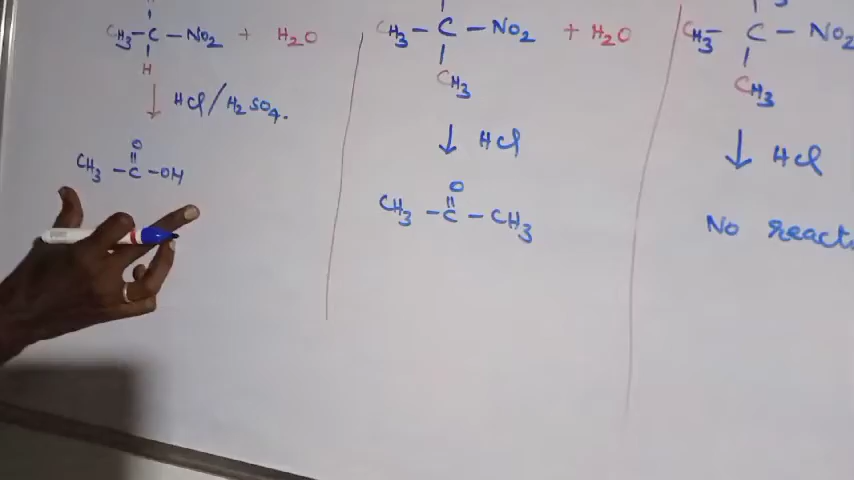 CH3 - C - NO2 + H2O
H
↓ HCl / H2SO4.
O
CH3 - C - OH
CH3 - C - NO2 + H2O
CH3
↓ HCl
O
CH3 - C - CH3
CH3 - C - NO2
CH3
↓ HCl
No